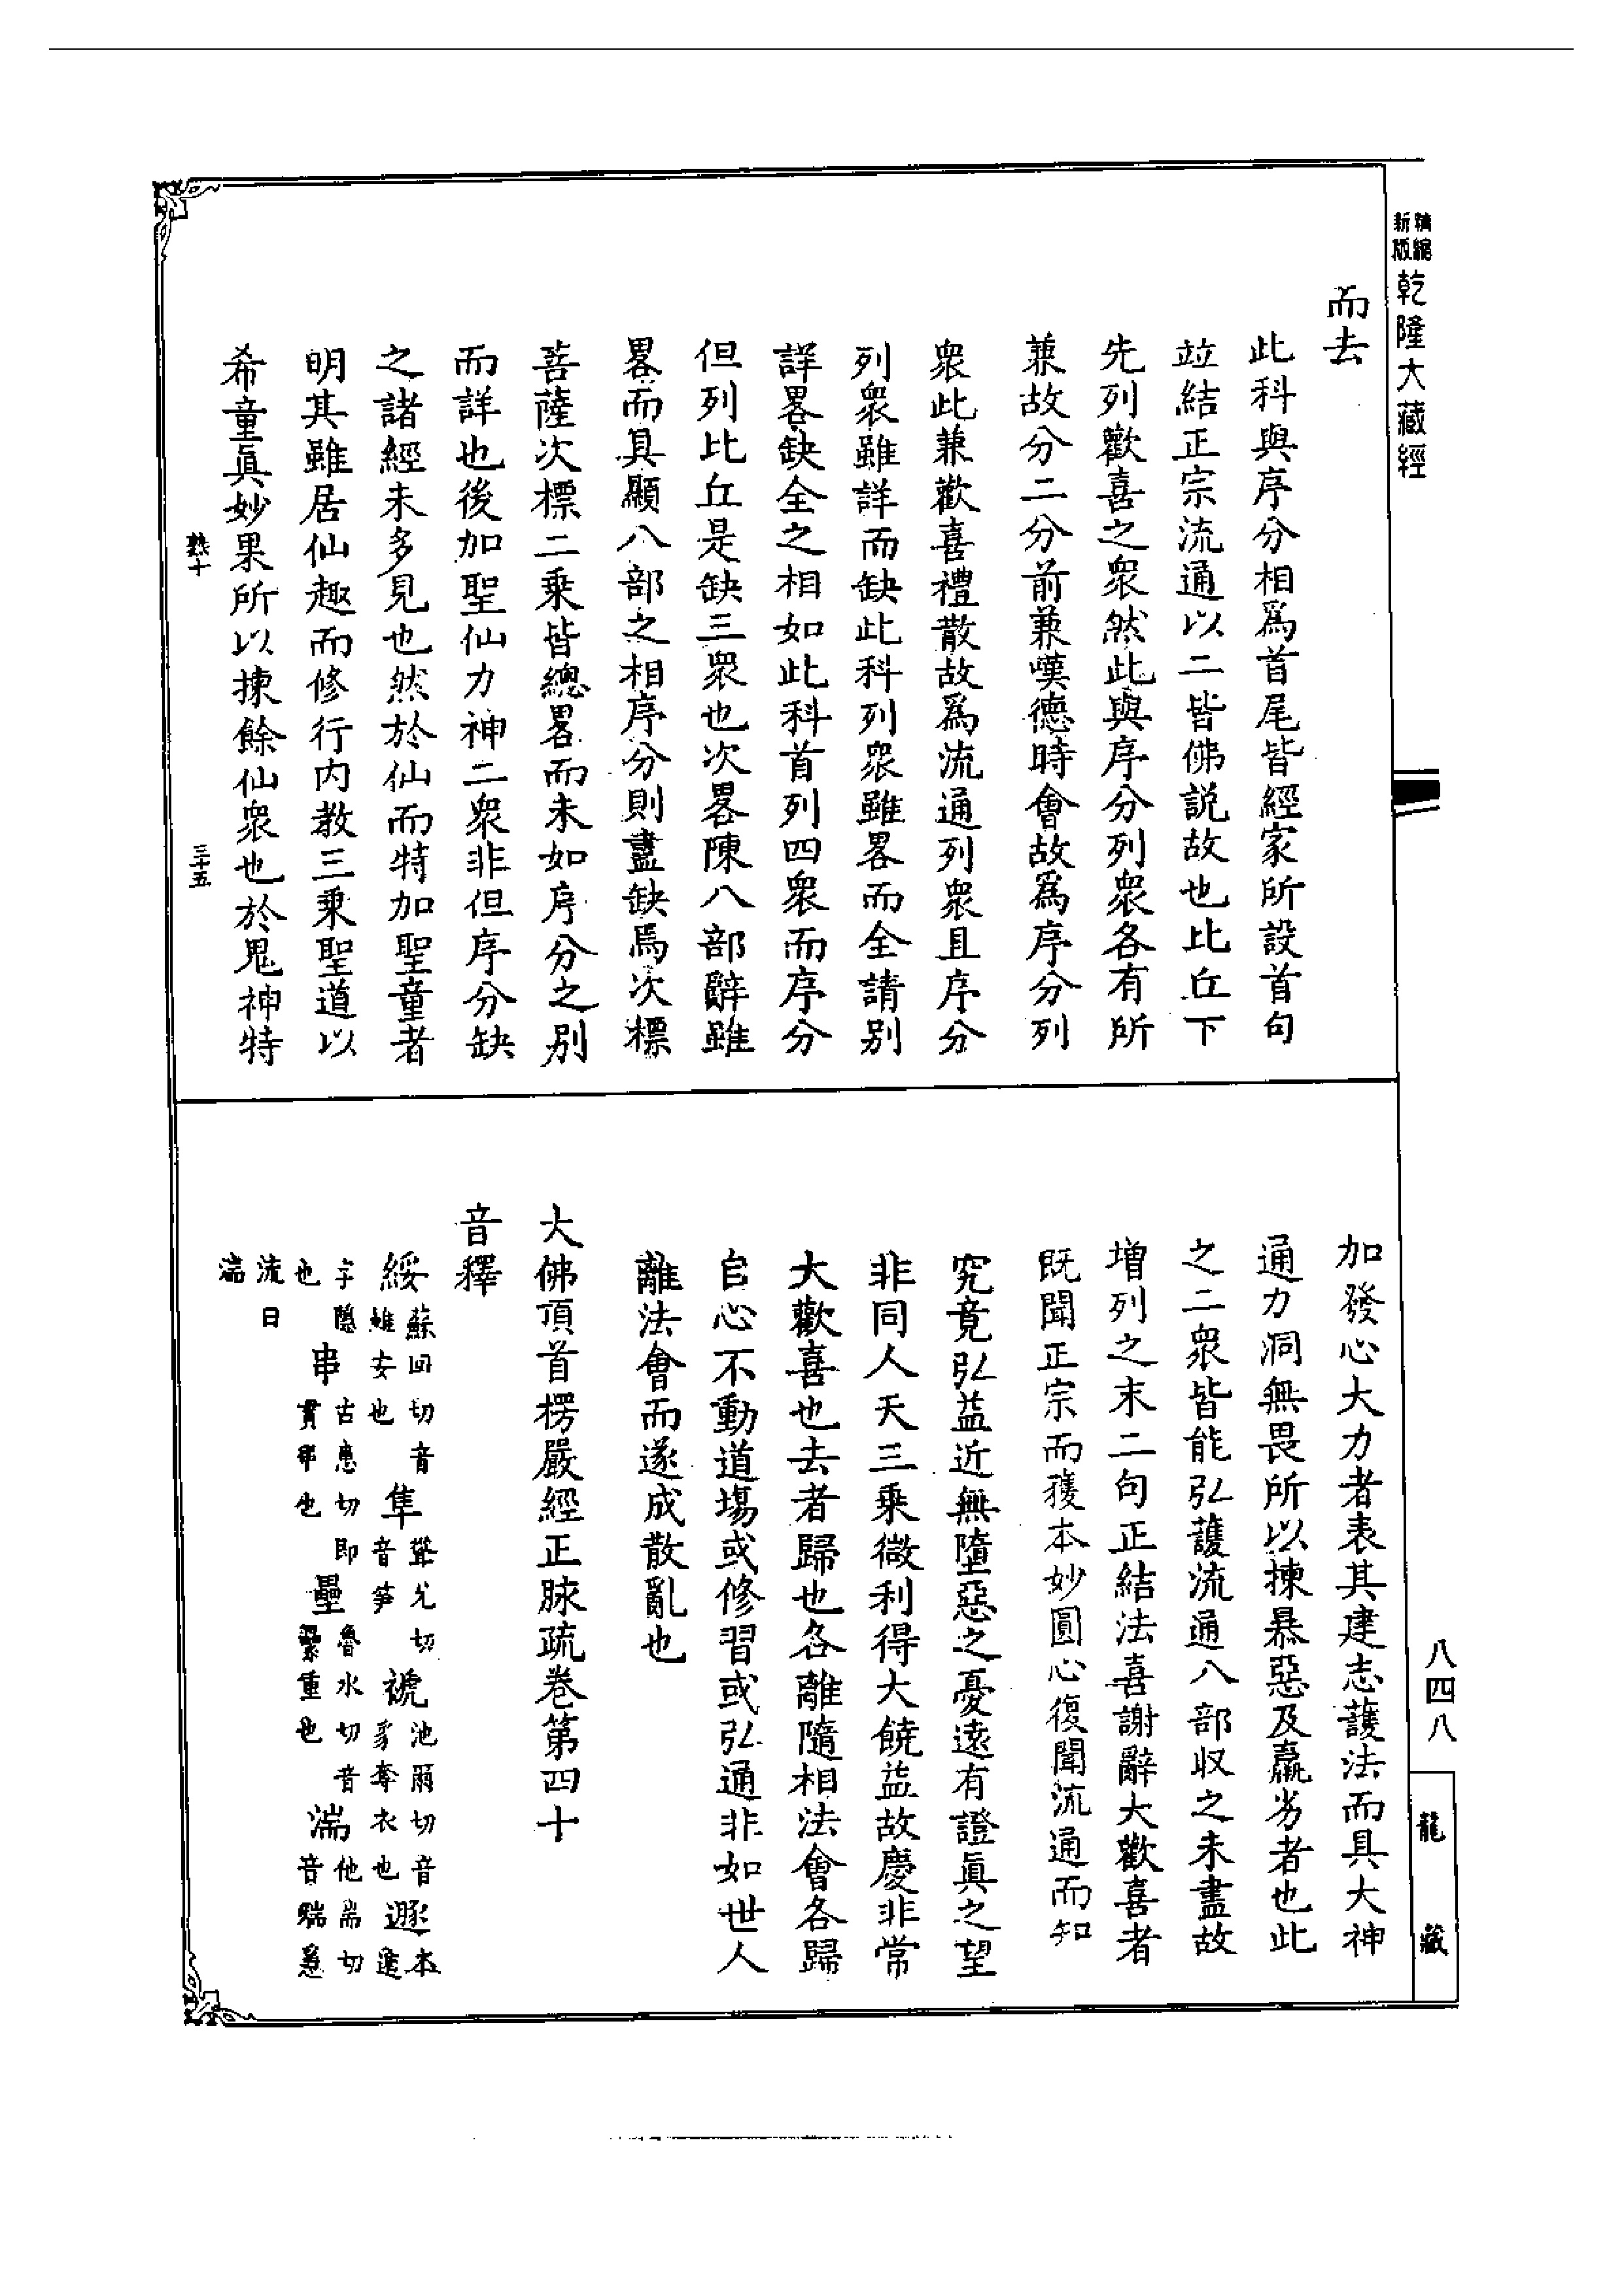 精縮新版乾隆大藏經
而去
此科與序分相爲首尾皆經家所設首句
竝結正宗流通以二皆佛説故也比丘下
先列歡喜之衆然此與序分列衆各有所
兼故分二分前兼嘆德時會故爲序分列
衆此兼歡喜禮散故爲流通列衆且序分
列衆雖詳而缺此科列衆雖畧而全請别
詳畧缺全之相如此科首列四衆而序分
但列比丘是缺三衆也次畧陳八部辭雖
畧而具顯八部之相序分則盡缺焉次標
菩薩次標二乘皆總畧而未如序分之别
而詳也後加聖仙力神二衆非但序分缺
之諸經未多見也然於仙而特加聖童者
明其雖居仙趣而修行内教三乘聖道以
希童眞妙果所以揀餘仙衆也於鬼神特
熱十 三十五
八四八
龍藏
加發心大力者表其建志護法而具大神
通力洞無畏所以揀暴惡及羸劣者也此
之二衆皆能弘護流通八部収之未盡故
增列之末二句正結法喜謝辭大歡喜者
既聞正宗而獲本妙圓心復聞流通而知
究竟弘益近無墮惡之憂遠有證眞之望
非同人天三乘微利得大饒益故慶非常
大歡喜也去者歸也各離隨相法會各歸
自心不動道塲或修習或弘通非如世人
離法會而遂成散亂也
大佛頂首楞嚴經正脉疏卷第四十
音釋
綏蘇回切音雖安也 隼聳尹切音笋 褫池爾切音豸奪衣也 遯本遁
字隱也 串古惠切即貫串也 壘魯水切音纍重也 湍他耑切音煓急
流曰湍